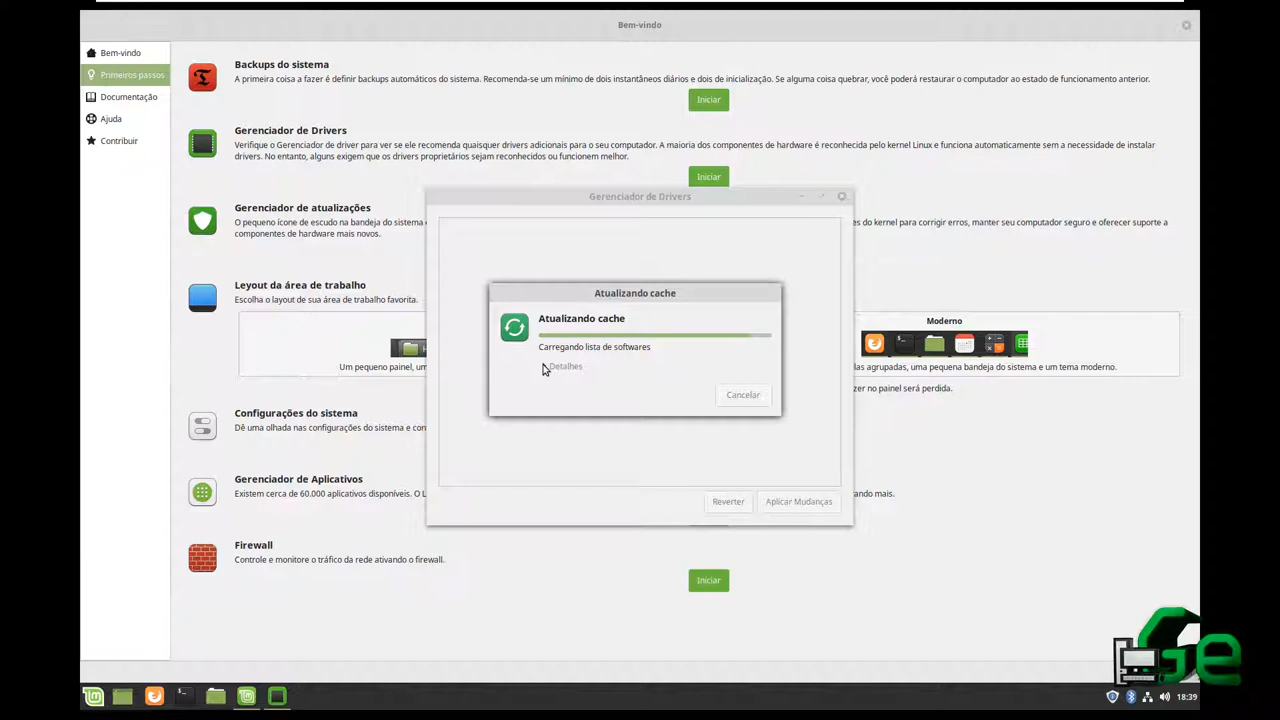 Bem-vindo
Bem-vindo
Primeiros passos
Documentação
Ajuda
Contribuir
Backups do sistema
A primeira coisa a fazer é definir backups automáticos do sistema. Recomenda-se um mínimo de dois instantâneos diários e dois de inicialização. Se alguma coisa quebrar, você poderá restaurar o computador ao estado de funcionamento anterior.
Iniciar
Gerenciador de Drivers
Verifique o Gerenciador de driver para ver se ele recomenda quaisquer drivers adicionais para o seu computador. A maioria dos componentes de hardware é reconhecida pelo kernel Linux e funciona automaticamente sem a necessidade de instalar
drivers. No entanto, alguns exigem que os drivers proprietários sejam reconhecidos ou funcionem melhor.
Iniciar
Gerenciador de atualizações
O pequeno ícone de escudo na bandeja do sistema
es do kernel para corrigir erros, manter seu computador seguro e oferecer suporte a
componentes de hardware mais novos.
Layout da área de trabalho
Escolha o layout de sua área de trabalho favorita.
Moderno
Um pequeno painel, um
las agrupadas, uma pequena bandeja do sistema e um tema moderno.
zer no painel será perdida.
Configurações do sistema
Dê uma olhada nas configurações do sistema e con
Gerenciador de Aplicativos
Existem cerca de 60.000 aplicativos disponíveis. O L
rando mais.
Firewall
Controle e monitore o tráfico da rede ativando o firewall.
Iniciar
Gerenciador de Drivers
Atualizando cache
Atualizando cache
Carregando lista de softwares
Detalhes
Cancelar
Reverter
Aplicar Mudanças
Ge
18:39